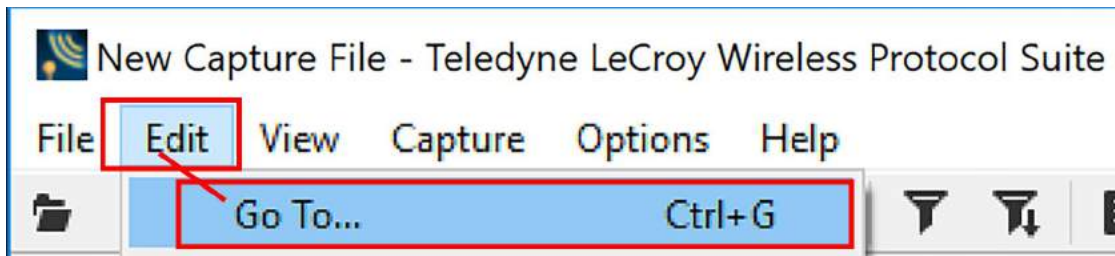 New Capture File - Teledyne LeCroy Wireless Protocol Suite
File Edit View Capture Options Help
Go To... Ctrl+G